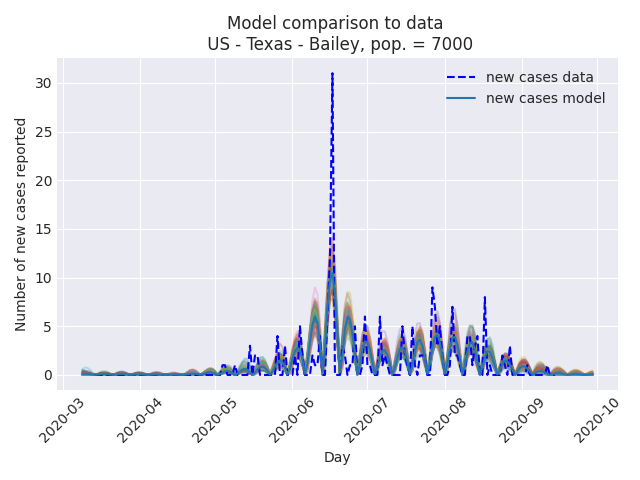 Model comparison to data
US - Texas - Bailey, pop. = 7000
new cases data
new cases model
Number of new cases reported
30
25
20
15
10
5
0
2020-03
2020-04
2020-05
2020-06
2020-07
2020-08
2020-09
2020-10
Day